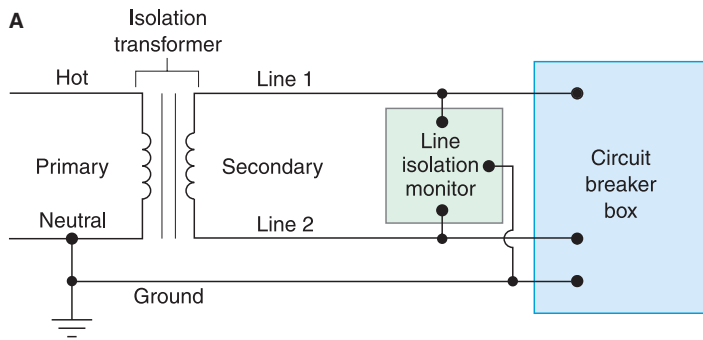 A
Isolation
transformer
Hot
Line 1
Primary
Secondary
Line
isolation
monitor
Circuit
breaker
box
Neutral
Line 2
Ground